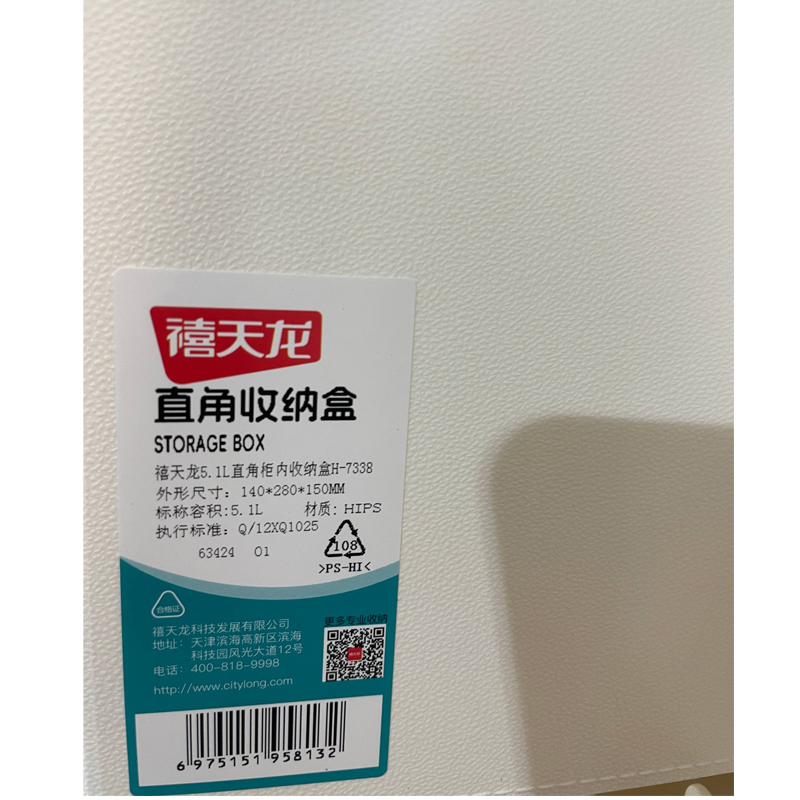 禧天龙
直角收纳盒
STORAGE BOX
禧天龙5.1L直角柜内收纳盒H-7338
外形尺寸：140*280*150MM
标称容积:5.1L 材质：HIPS
执行标准：Q/12XQ1025
63424 01
108
>PS-HI<
合格证
更多专业收纳
禧天龙科技发展有限公司
地址：天津滨海高新区滨海
科技园风光大道12号
电话：400-818-9998
http://www.citylong.com
禧天龙
6 975151 958132